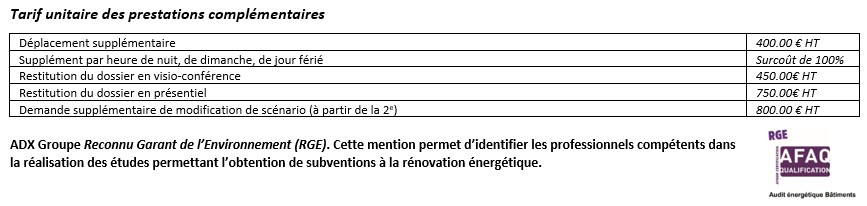 Tarif unitaire des prestations complémentaires
Déplacement supplémentaire 400.00 € HT
Supplément par heure de nuit, de dimanche, de jour férié Surcoût de 100%
Restitution du dossier en visio-conférence 450.00€ HT
Restitution du dossier en présentiel 750.00€ HT
Demande supplémentaire de modification de scénario (à partir de la 2e) 800.00 € HT
ADX Groupe Reconnu Garant de l'Environnement (RGE). Cette mention permet d'identifier les professionnels compétents dans
la réalisation des études permettant l'obtention de subventions à la rénovation énergétique.
RGE
AFAQ
QUALIFICATION
Audit énergétique Bâtiments